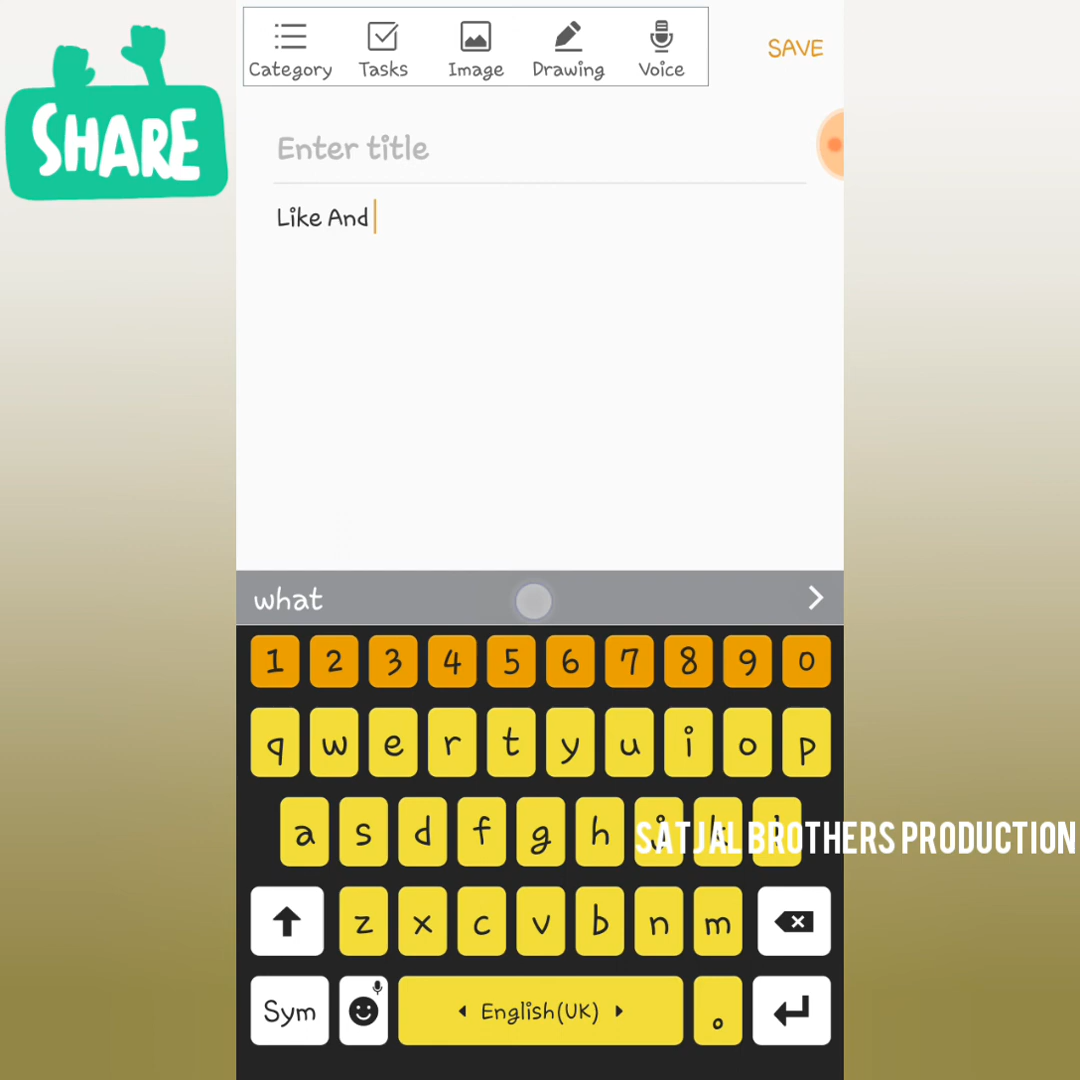 SHARE
Category Tasks Image Drawing Voice
SAVE
Enter title
Like And
what
1 2 3 4 5 6 7 8 9 0
q w e r t y u i o p
a s d f g h j k l
SATJAL BROTHERS PRODUCTION
z x c v b n m
Sym English(UK) .